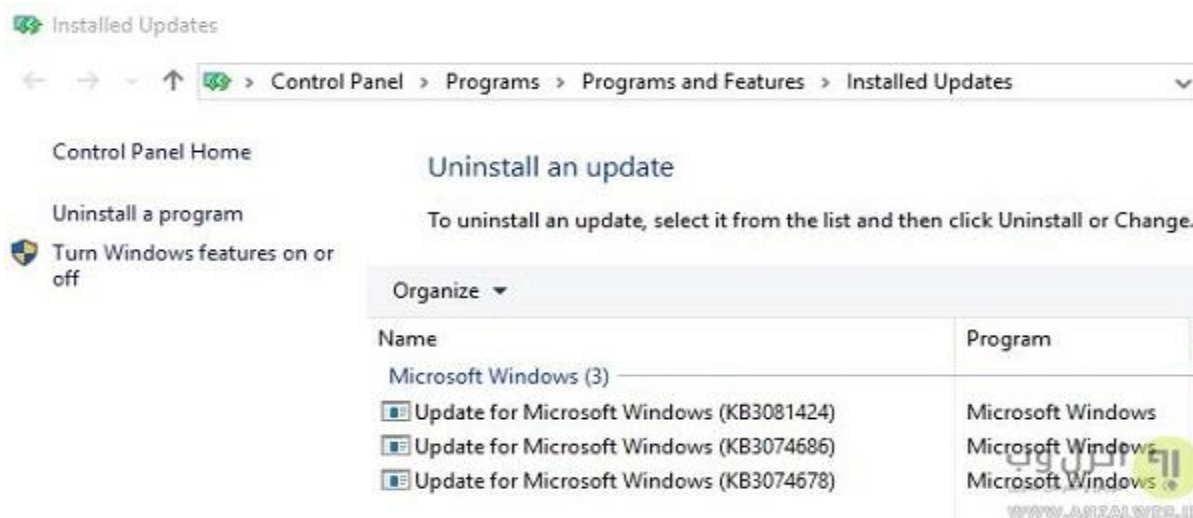 Installed Updates
Control Panel > Programs > Programs and Features > Installed Updates
Control Panel Home
Uninstall a program
Turn Windows features on or
off
Uninstall an update
To uninstall an update, select it from the list and then click Uninstall or Change.
Organize
Name Program
Microsoft Windows (3)
Update for Microsoft Windows (KB3081424) Microsoft Windows
Update for Microsoft Windows (KB3074686) Microsoft Windows
Update for Microsoft Windows (KB3074678) Microsoft Windows
انزل وب